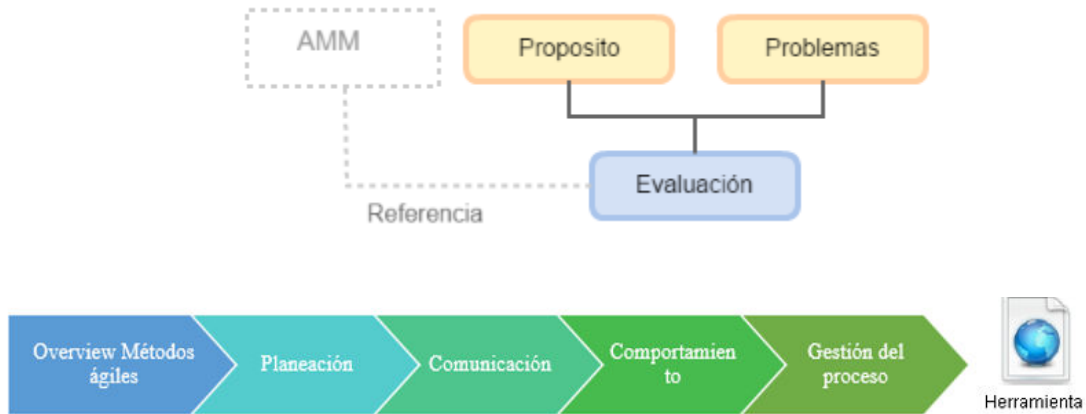 AMM
Proposito
Problemas
Evaluación
Referencia
Overview Métodos
ágiles
Planeación
Comunicación
Comportamien
to
Gestión del
proceso
Herramienta